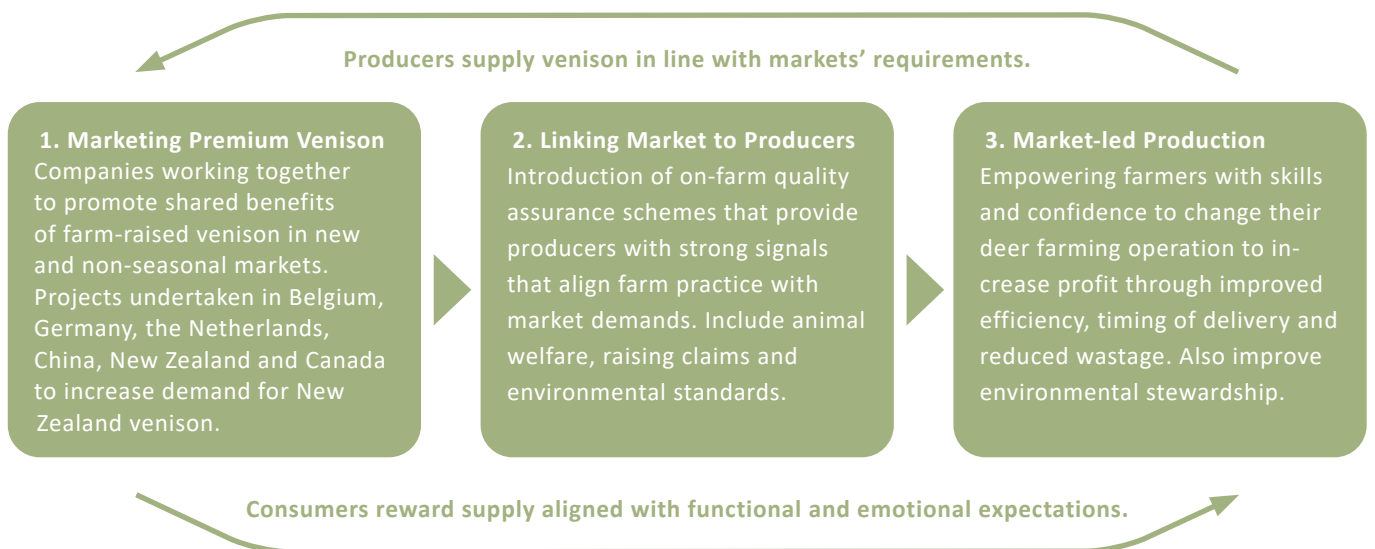 Producers supply venison in line with markets’ requirements.
1. Marketing Premium Venison
Companies working together
to promote shared benefits
of farm-raised venison in new
and non-seasonal markets.
Projects undertaken in Belgium,
Germany, the Netherlands,
China, New Zealand and Canada
to increase demand for New
Zealand venison.
2. Linking Market to Producers
Introduction of on-farm quality
assurance schemes that provide
producers with strong signals
that align farm practice with
market demands. Include animal
welfare, raising claims and
environmental standards.
3. Market-led Production
Empowering farmers with skills
and confidence to change their
deer farming operation to in-
crease profit through improved
efficiency, timing of delivery and
reduced wastage. Also improve
environmental stewardship.
Consumers reward supply aligned with functional and emotional expectations.